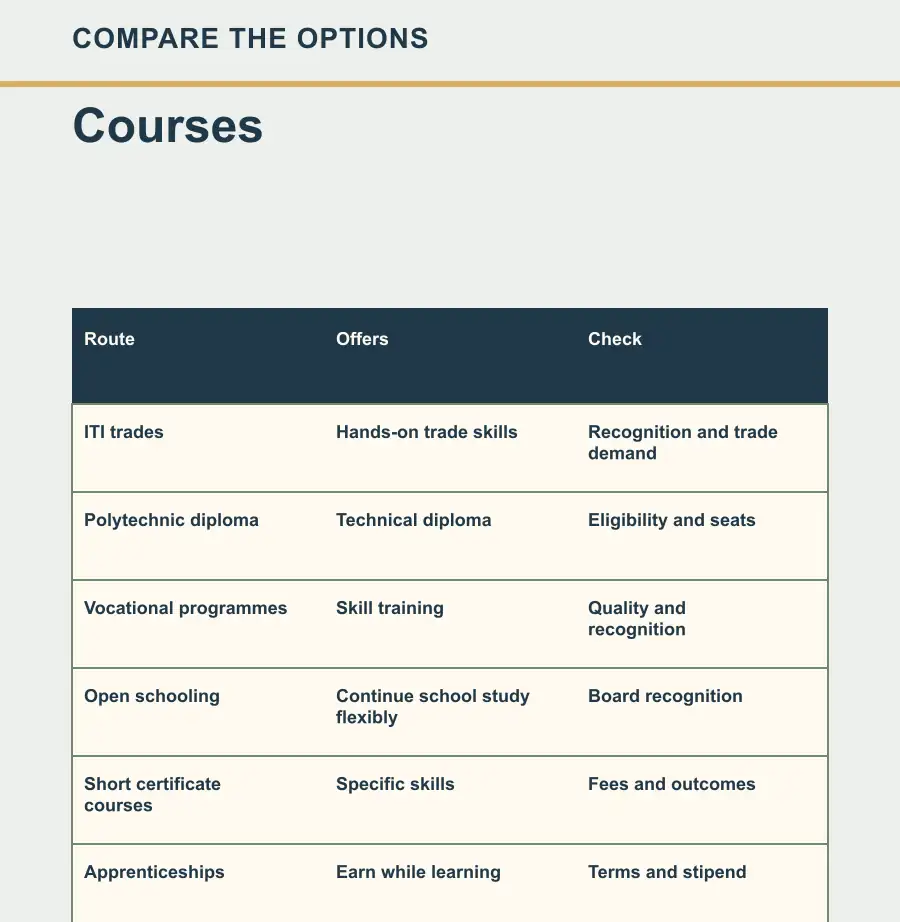 COMPARE THE OPTIONS
Courses
Route Offers Check
ITI trades Hands-on trade skills Recognition and trade
demand
Polytechnic diploma Technical diploma Eligibility and seats
Vocational programmes Skill training Quality and
recognition
Open schooling Continue school study Board recognition
flexibly
Short certificate Specific skills Fees and outcomes
courses
Apprenticeships Earn while learning Terms and stipend